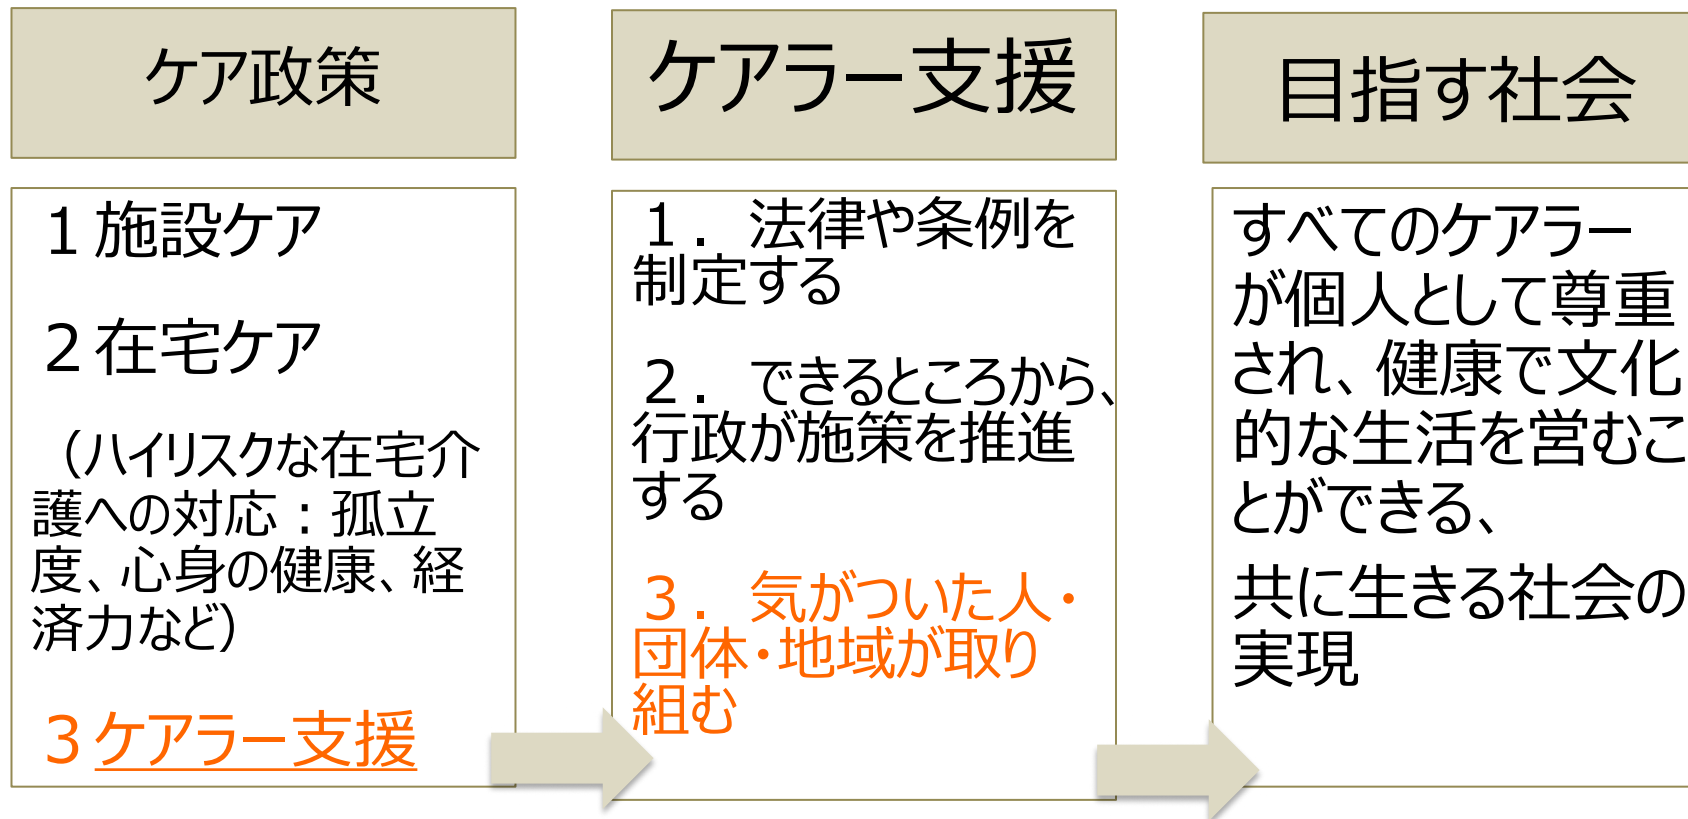 ケア政策
１施設ケア
２在宅ケア
（ハイリスクな在宅介
護への対応：孤立
度、心身の健康、経
済力など）
３ケアラー支援
ケアラー支援
１．法律や条例を
制定する
２．できるところから、
行政が施策を推進
する
３．気がついた人・
団体・地域が取り
組む
目指す社会
すべてのケアラー
が個人として尊重
され、健康で文化
的な生活を営むこ
とができる、
共に生きる社会の
実現